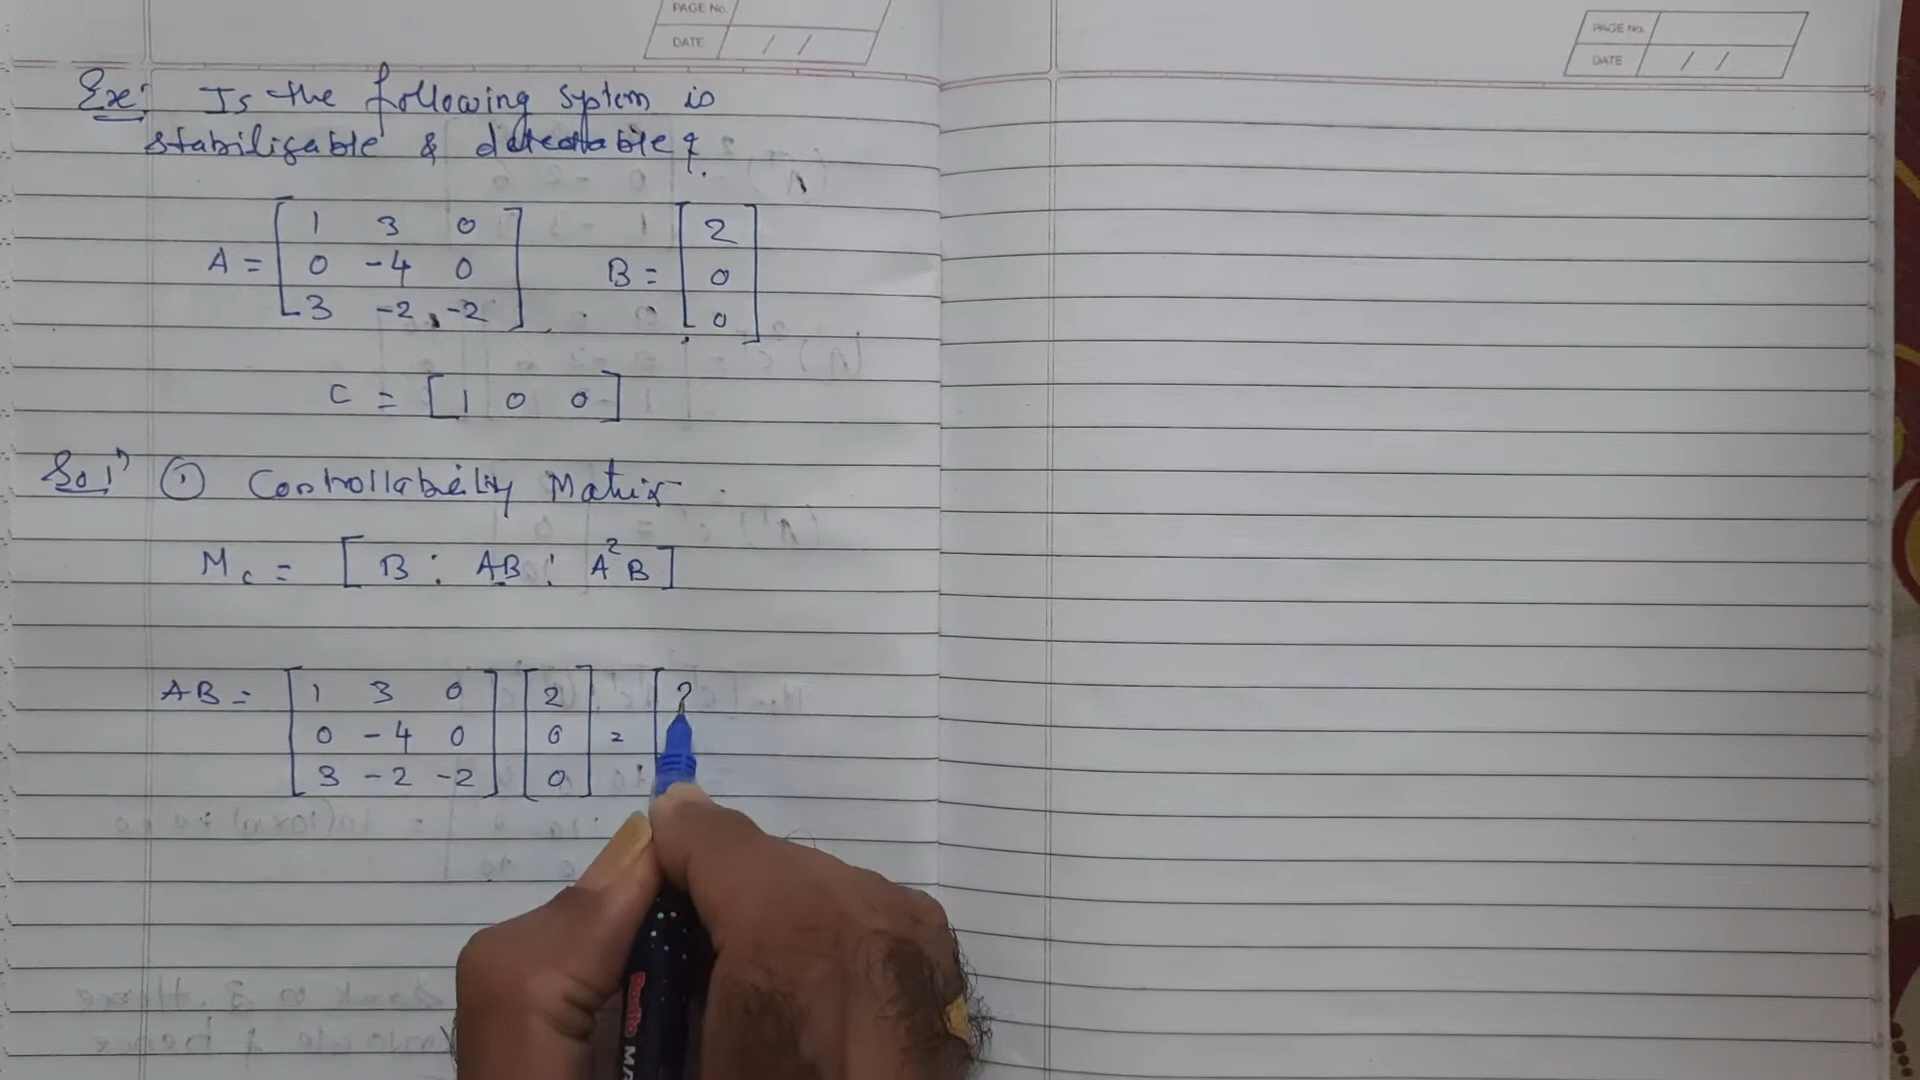 PAGE No.
DATE / /
PAGE No.
DATE / /
Ex: Is the following system is
stabilizable & detectable?
A = [ 1 3 0
0 -4 0
3 -2 -2 ]
B = [ 2
0
0 ]
C = [ 1 0 0 ]
Solⁿ ① Controllability Matrix
Mc = [ B : AB : A²B ]
AB = [ 1 3 0
0 -4 0
3 -2 -2 ] [ 2
0
0 ] = [ 2